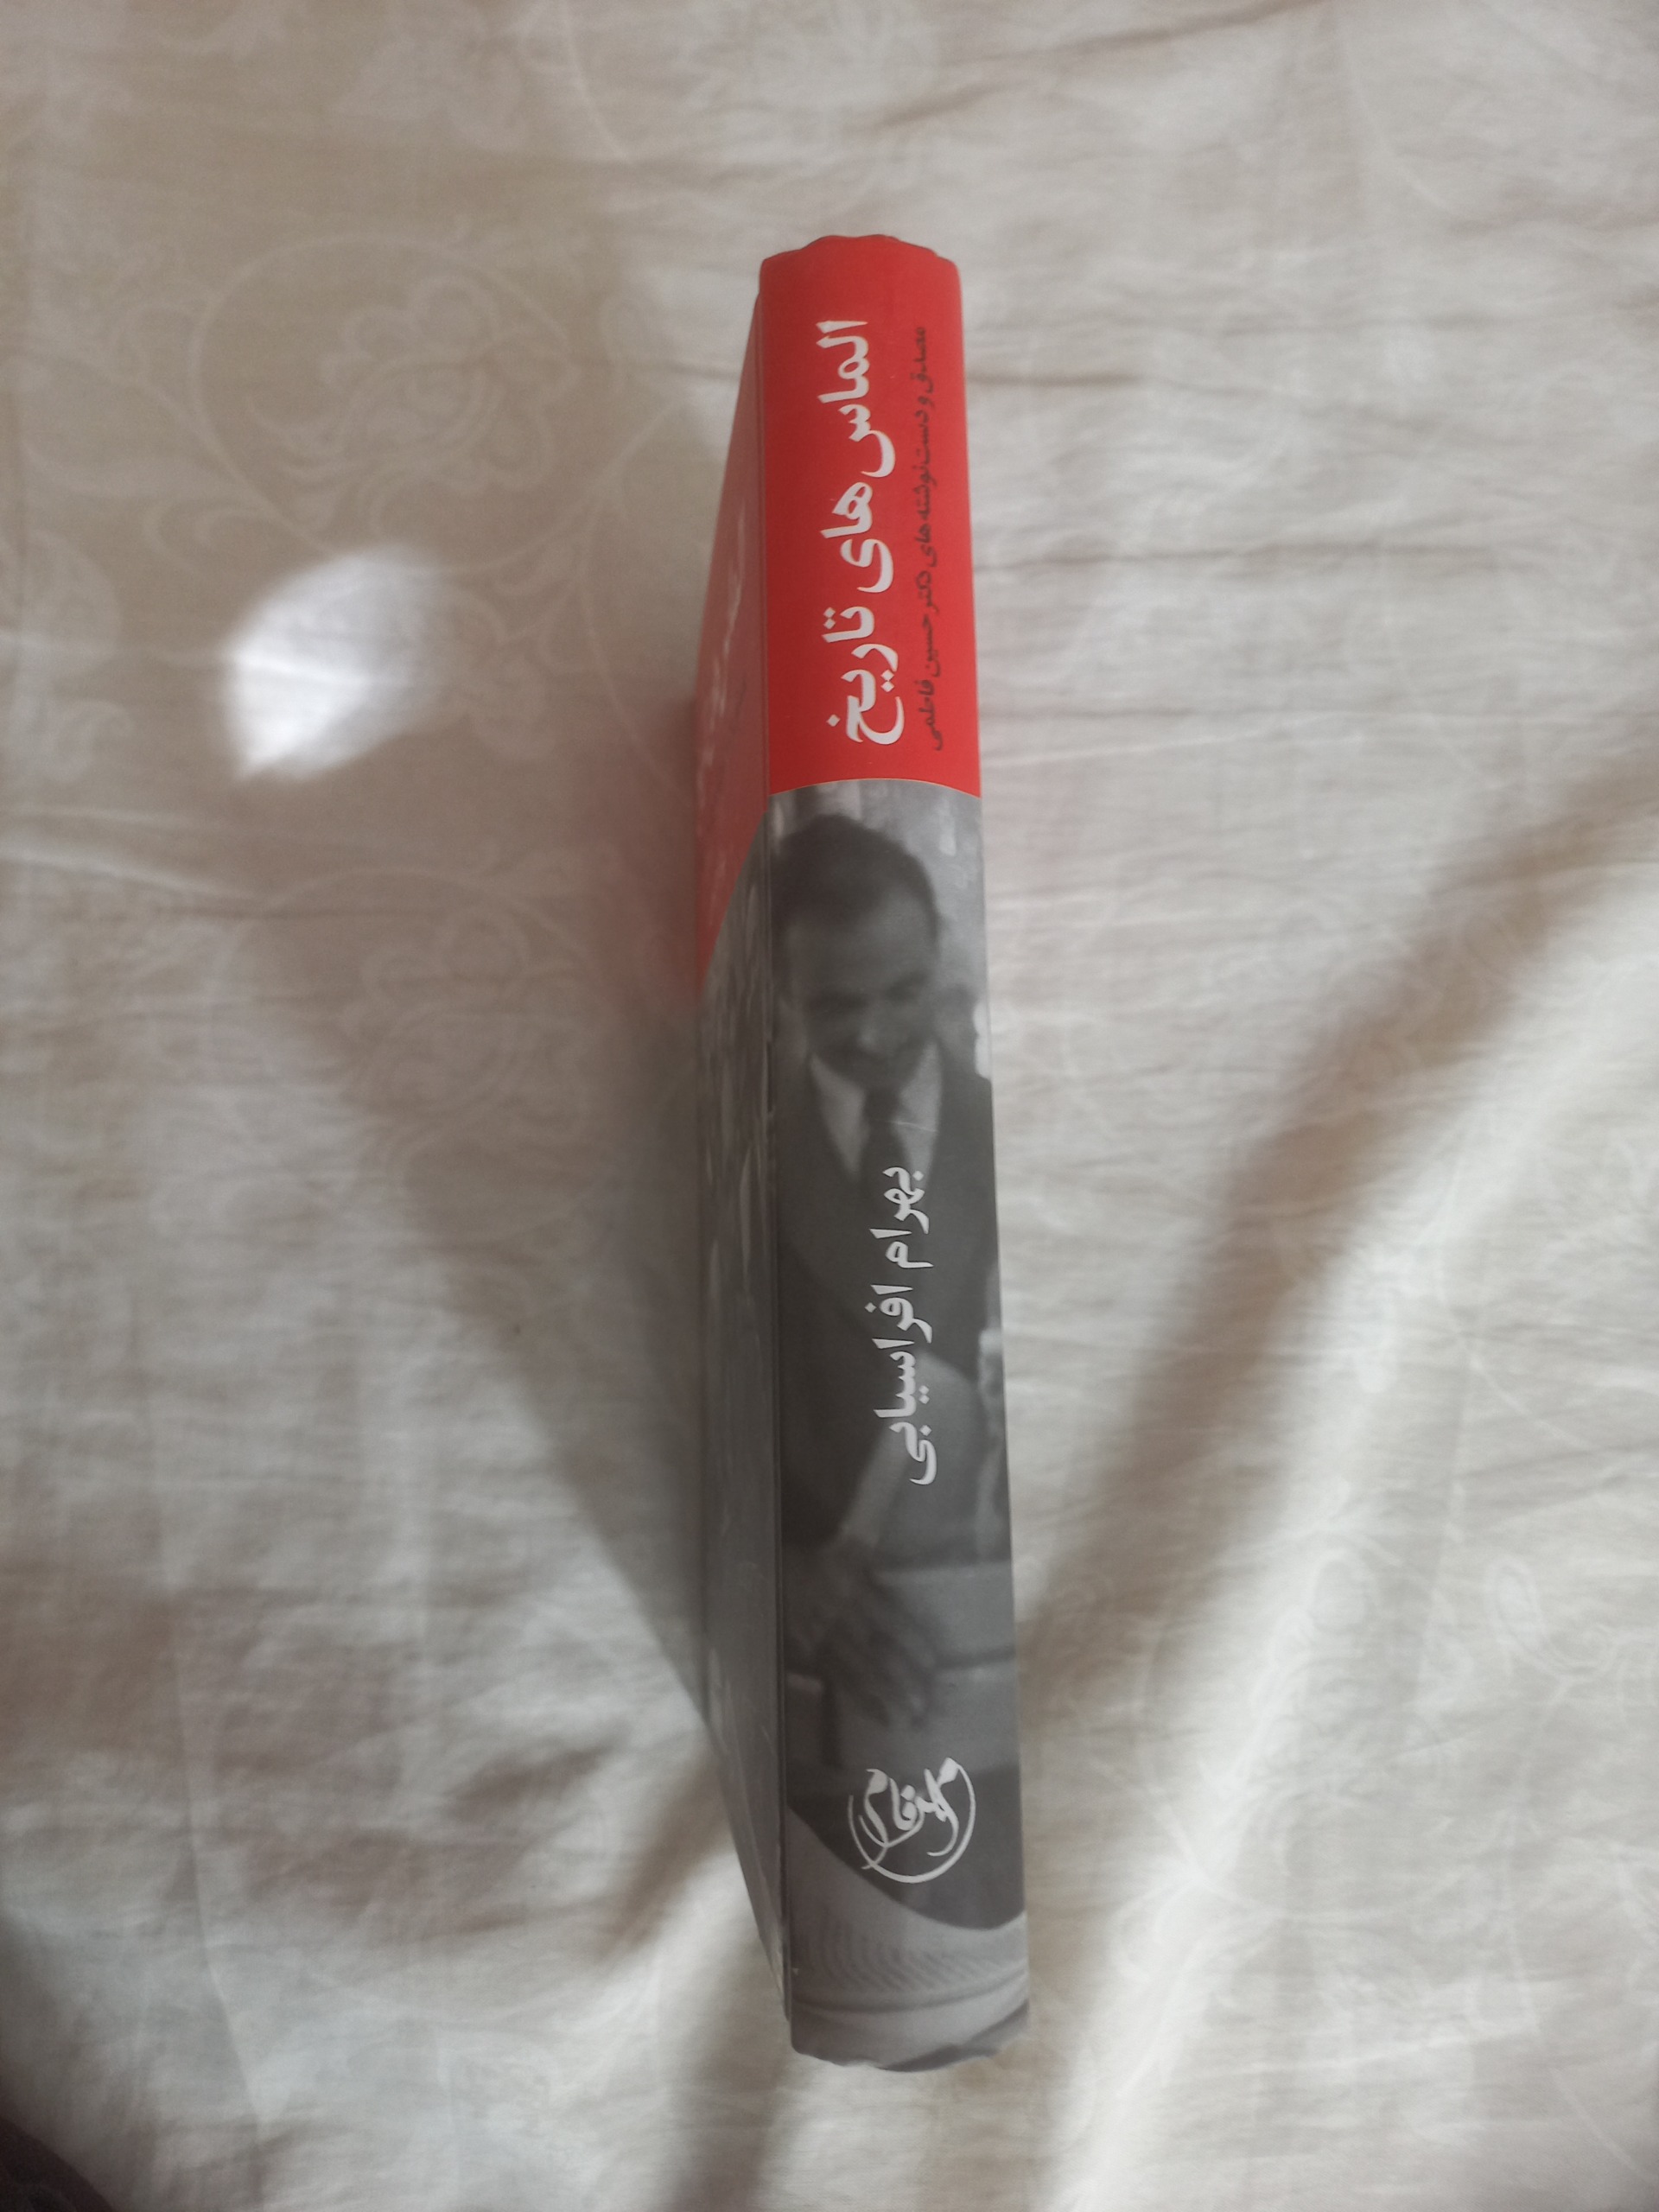 الماس‌های تاریخ
مصدق و دست‌نوشته‌های دکتر حسین فاطمی
بهرام افراسیابی